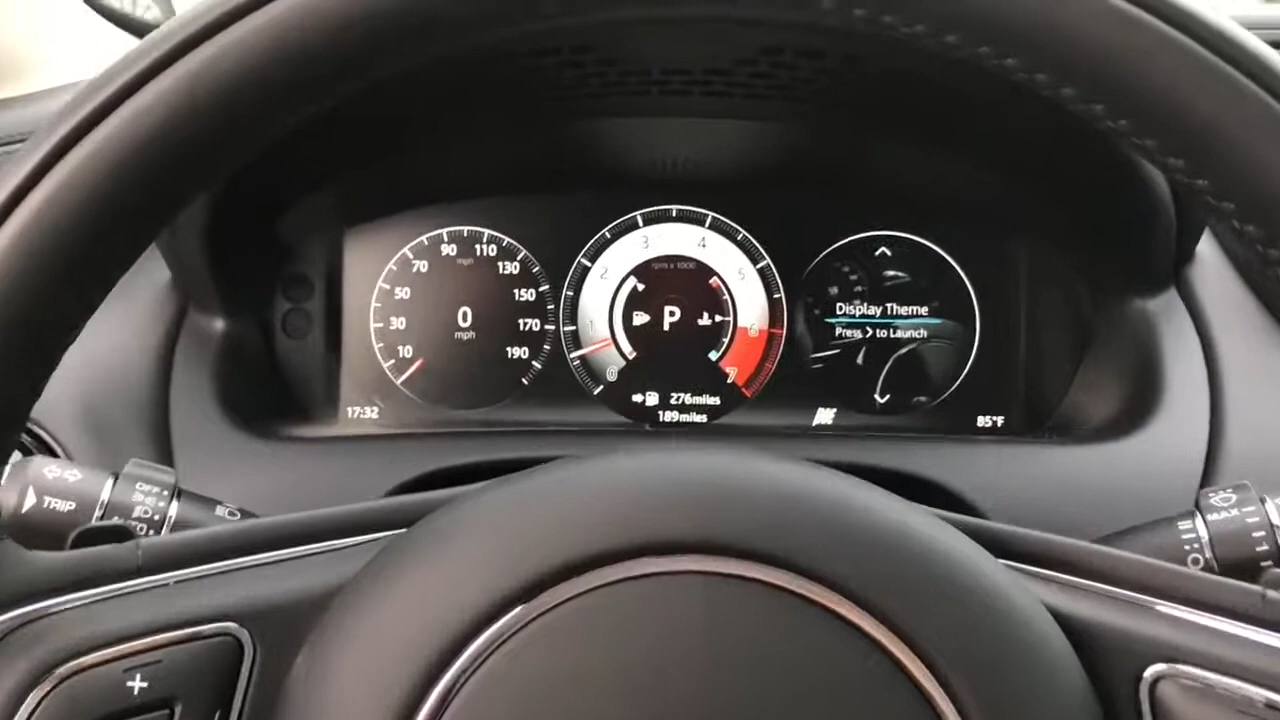 90 110
mph
70 130
50 150
30 170
10 190
0
mph
17:32
3 4
2 5
1 6
0 7
rpm x 1000
P
276miles
189miles
Display Theme
Press > to Launch
85°F
TRIP
OFF
AUTO
MAX
+